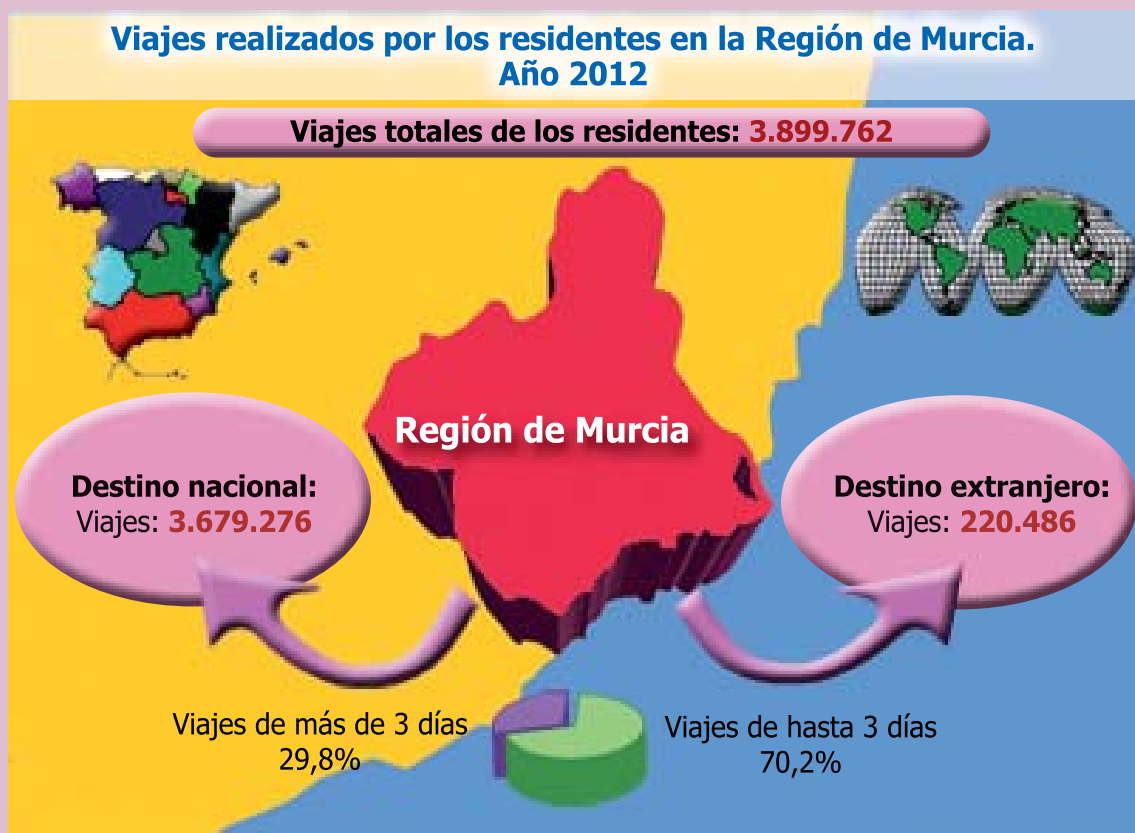 Viajes realizados por los residentes en la Región de Murcia.
Año 2012
Viajes totales de los residentes: 3.899.762
Región de Murcia
Destino nacional:
Viajes: 3.679.276
Destino extranjero:
Viajes: 220.486
Viajes de más de 3 días
29,8%
Viajes de hasta 3 días
70,2%